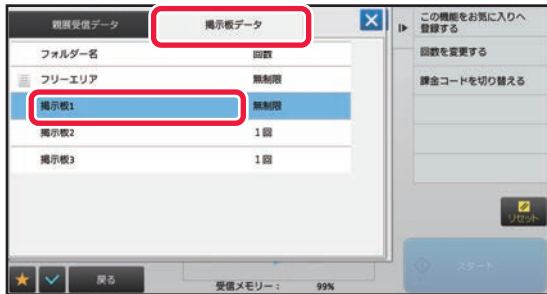 親展受信データ
掲示板データ
フォルダー名 回数
フリーエリア 無制限
掲示板1 無制限
掲示板2 1回
掲示板3 1回
戻る
受信メモリー： 99%
この機能をお気に入りへ
登録する
回数を変更する
課金コードを切り替える
リセット
スタート